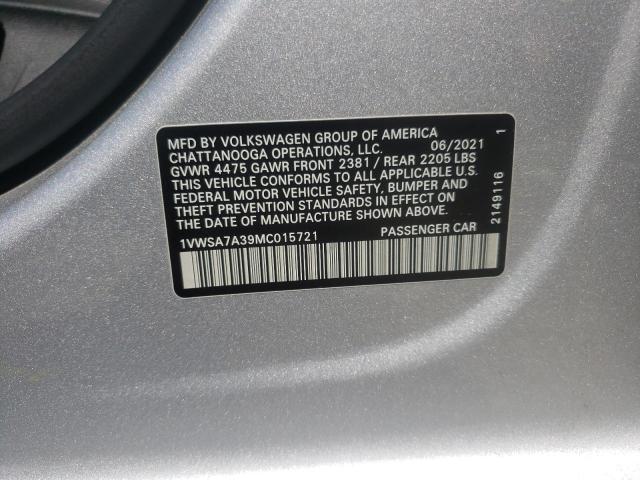 MFD BY VOLKSWAGEN GROUP OF AMERICA
CHATTANOOGA OPERATIONS, LLC. 06/2021
GVWR 4475 GAWR FRONT 2381 / REAR 2205 LBS
THIS VEHICLE CONFORMS TO ALL APPLICABLE U.S.
FEDERAL MOTOR VEHICLE SAFETY, BUMPER AND
THEFT PREVENTION STANDARDS IN EFFECT ON
THE DATE OF MANUFACTURE SHOWN ABOVE.
1VWSA7A39MC015721 PASSENGER CAR
2149116
1